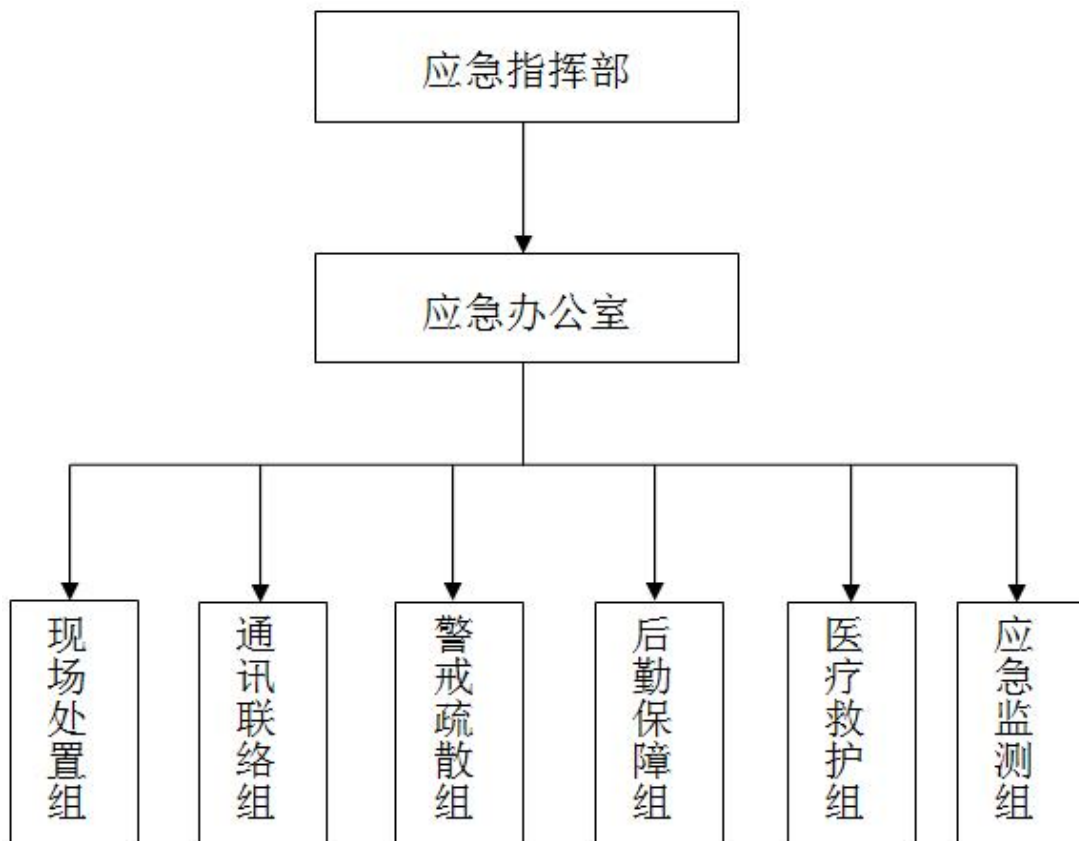 应急指挥部
应急办公室
现场处置组
通讯联络组
警戒疏散组
后勤保障组
医疗救护组
应急监测组